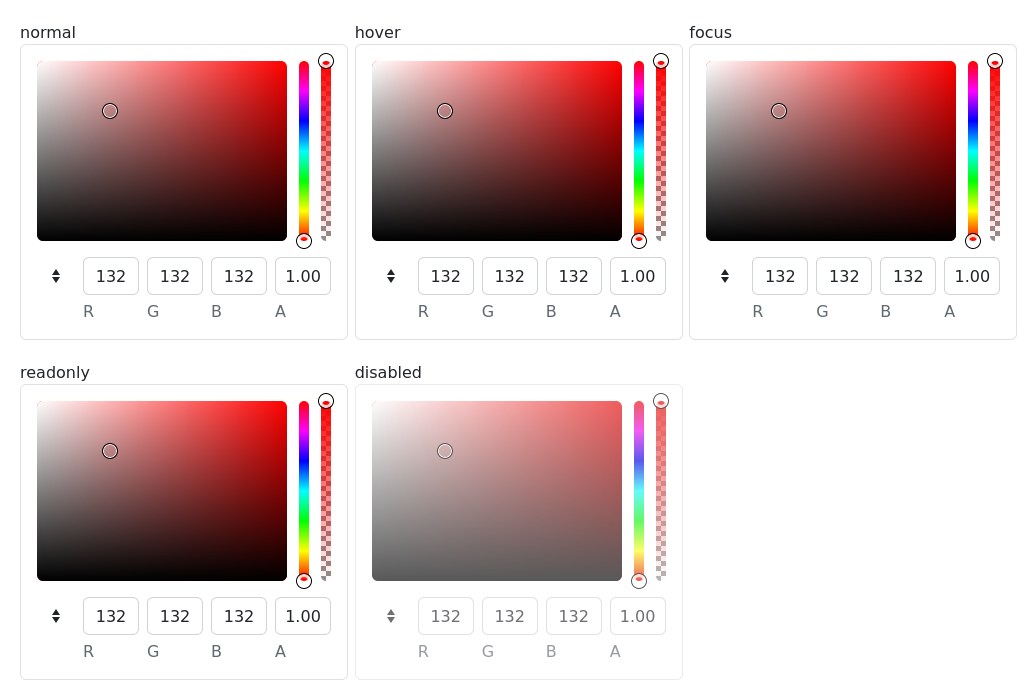 normal hover focus
132 132 132 1.00 132 132 132 1.00 132 132 132 1.00
R G B A R G B A R G B A
readonly disabled
132 132 132 1.00 132 132 132 1.00
R G B A R G B A